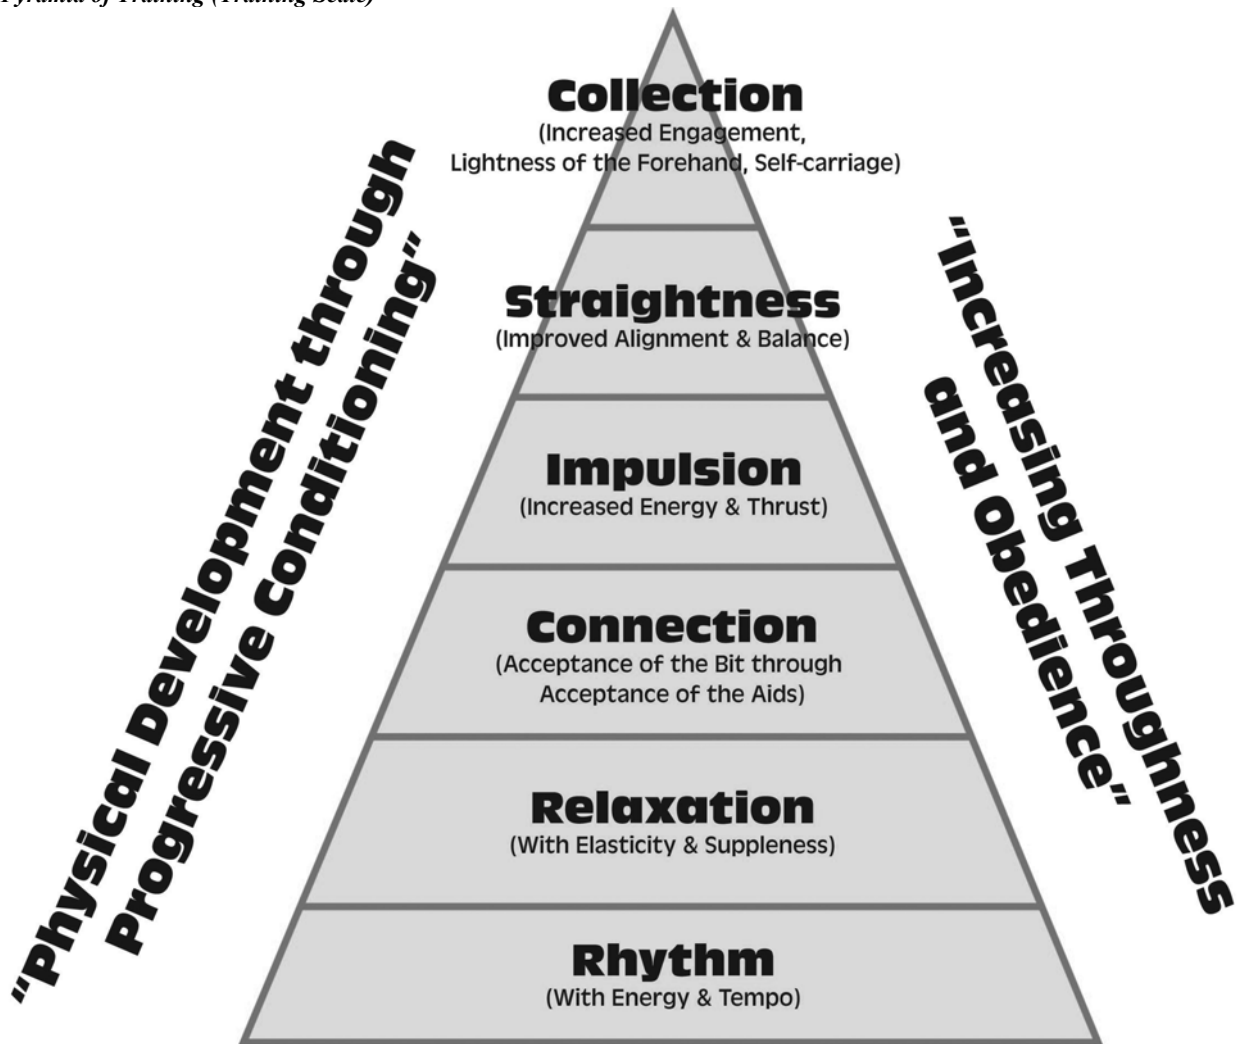 Pyramid of Training (Training Scale)
Collection
(Increased Engagement,
Lightness of the Forehand, Self-carriage)
Straightness
(Improved Alignment & Balance)
Impulsion
(Increased Energy & Thrust)
Connection
(Acceptance of the Bit through
Acceptance of the Aids)
Relaxation
(With Elasticity & Suppleness)
Rhythm
(With Energy & Tempo)
"Physical Development through
Progressive Conditioning"
"Increasing Throughness
and Obedience"